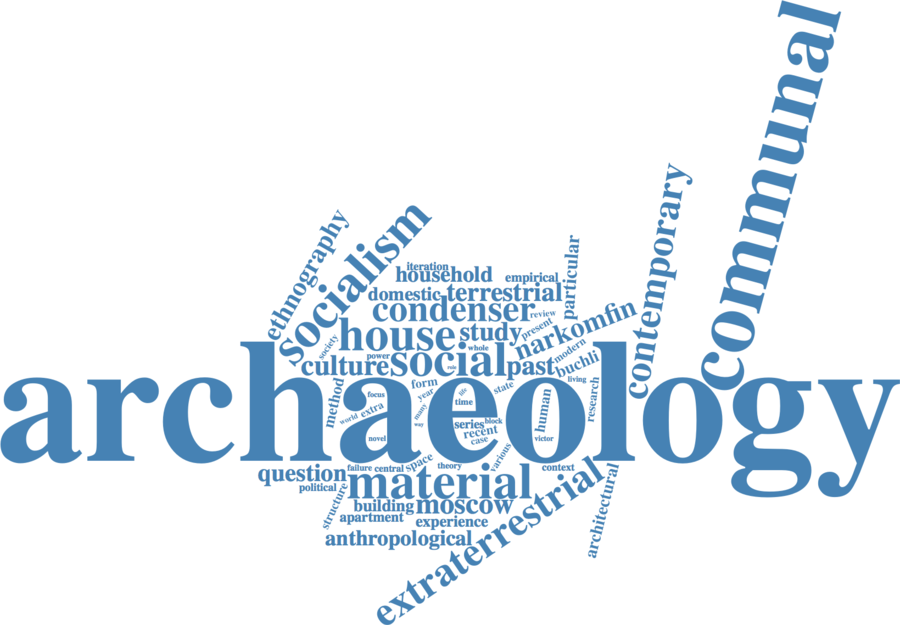 communal
contemporary
ethnography
socialism
particular
iteration
household
empirical
domestic
terrestrial
condenser
review
present
narkomfin
house
study
society
whole
modern
power
culture
social
role
past
buchli
living
archaeology
method
form
state
research
focus
year
life
human
world
extra
many
time
way
series
block
recent
novel
case
victor
question
failure
central
space
theory
various
context
political
material
extraterrestrial
architectural
structure
building
moscow
apartment
experience
anthropological